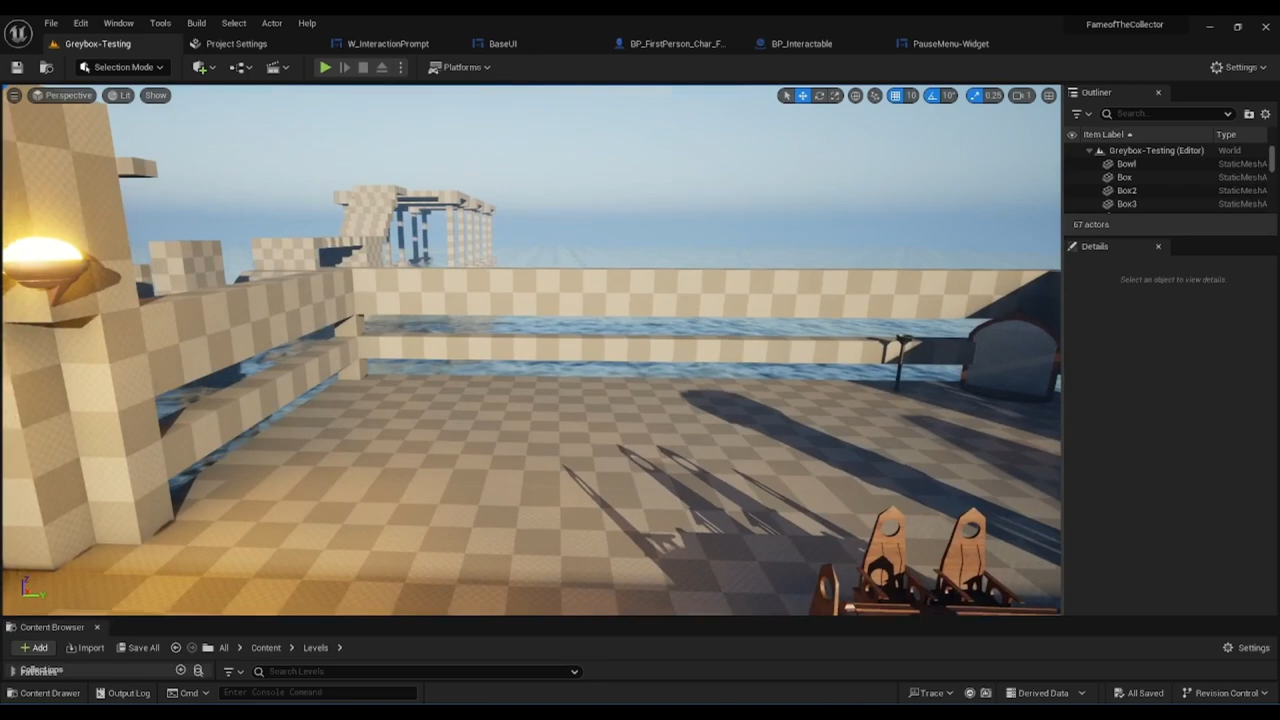 File Edit Window Tools Build Select Actor Help
FameofTheCollector
Greybox-Testing Project Settings W_InteractionPrompt BaseUI BP_FirstPerson_Char_F... BP_Interactable PauseMenu-Widget
Selection Mode Platforms Settings
Perspective Lit Show 10 10° 0.25 1
Outliner
Search...
Item Label Type
Greybox-Testing (Editor) World
Bowl StaticMeshA
Box StaticMeshA
Box2 StaticMeshA
Box3 StaticMeshA
67 actors
Details
Select an object to view details.
Z
Y
Content Browser
Add Import Save All All Content Levels Settings
Search Levels
Content Drawer Output Log Cmd Enter Console Command Trace Derived Data All Saved Revision Control